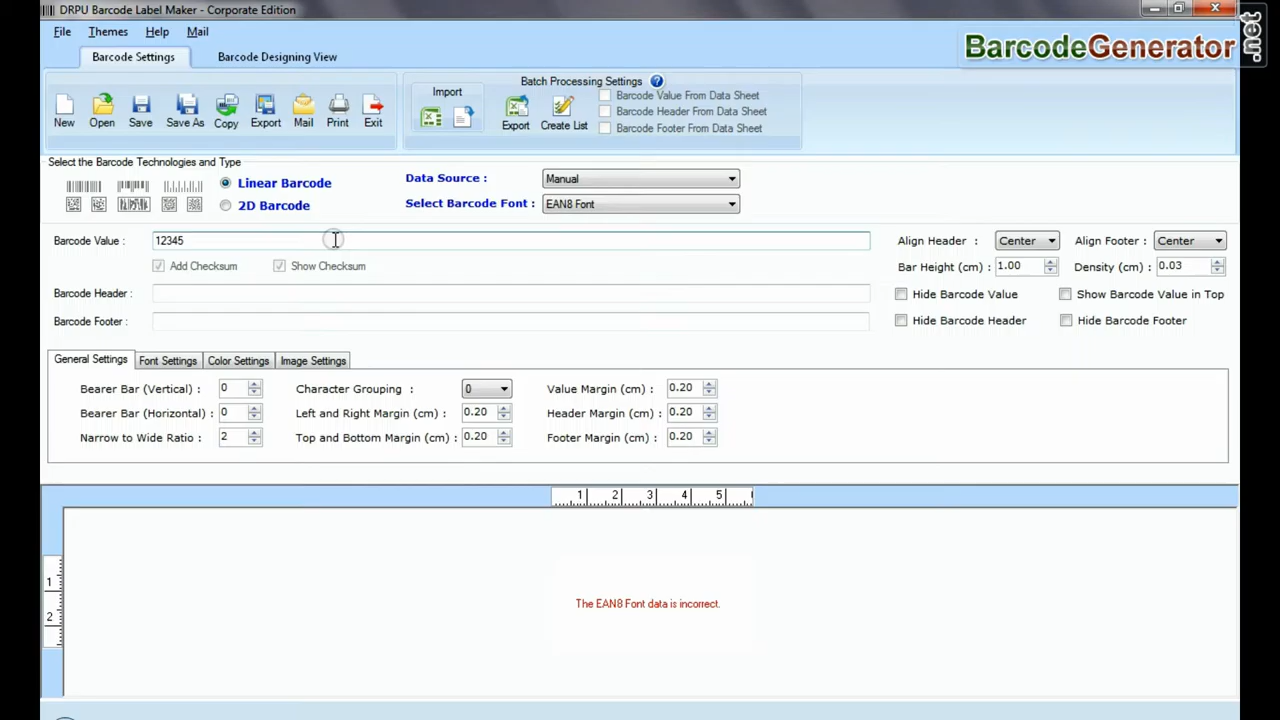 DRPU Barcode Label Maker - Corporate Edition
File Themes Help Mail
Barcode Settings Barcode Designing View
BarcodeGenerator.net
New Open Save Save As Copy Export Mail Print Exit
Import
Batch Processing Settings ?
Export Create List
Barcode Value From Data Sheet
Barcode Header From Data Sheet
Barcode Footer From Data Sheet
Select the Barcode Technologies and Type
Linear Barcode
2D Barcode
Data Source : Manual
Select Barcode Font : EAN8 Font
Barcode Value : 12345
Add Checksum Show Checksum
Barcode Header :
Barcode Footer :
Align Header : Center Align Footer : Center
Bar Height (cm) : 1.00 Density (cm) : 0.03
Hide Barcode Value Show Barcode Value in Top
Hide Barcode Header Hide Barcode Footer
General Settings Font Settings Color Settings Image Settings
Bearer Bar (Vertical) : 0 Character Grouping : 0 Value Margin (cm) : 0.20
Bearer Bar (Horizontal) : 0 Left and Right Margin (cm) : 0.20 Header Margin (cm) : 0.20
Narrow to Wide Ratio : 2 Top and Bottom Margin (cm) : 0.20 Footer Margin (cm) : 0.20
1 2 3 4 5
1
2
The EAN8 Font data is incorrect.